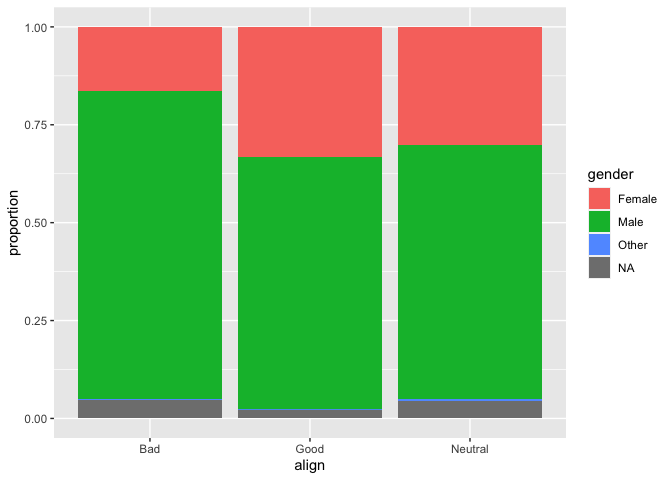 1.00
0.75
0.50
0.25
0.00
proportion
Bad
Good
Neutral
align
gender
Female
Male
Other
NA